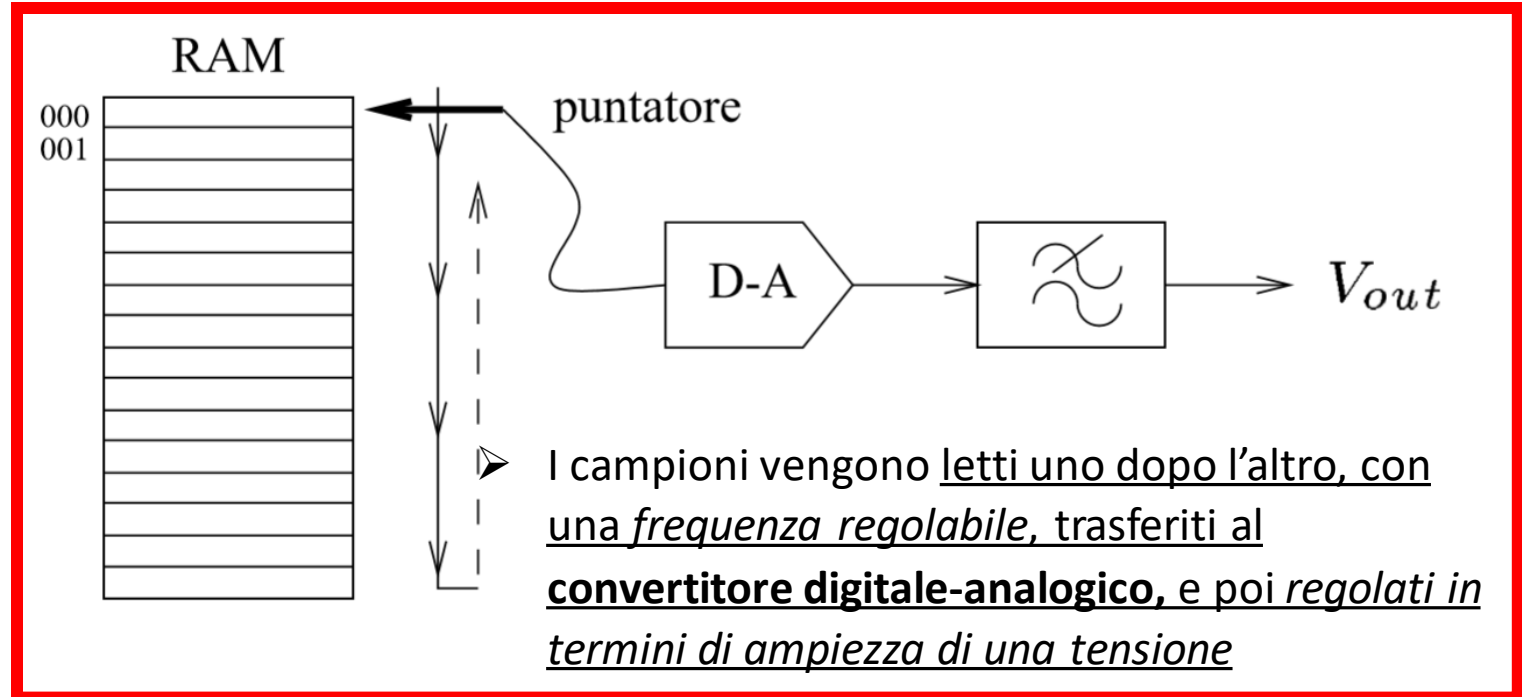 RAM
000
001
puntatore
D-A
Vout
➢ I campioni vengono letti uno dopo l’altro, con
una frequenza regolabile, trasferiti al
convertitore digitale-analogico, e poi regolati in
termini di ampiezza di una tensione